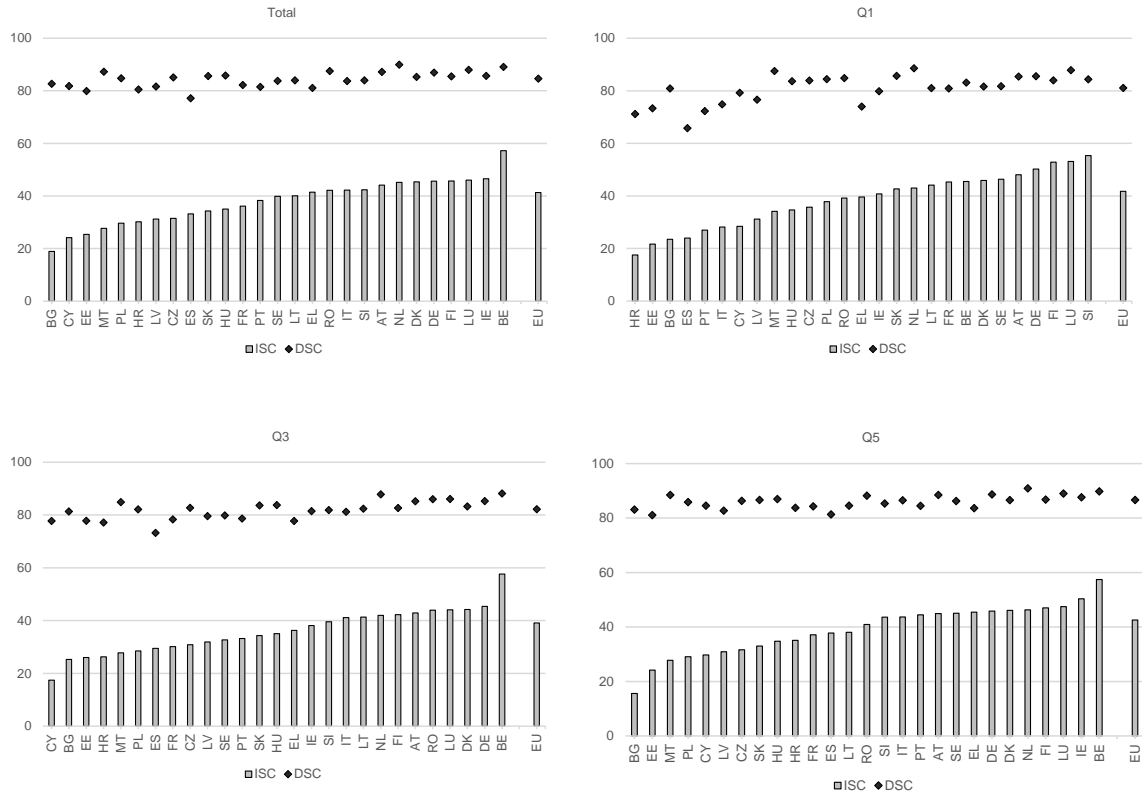 Total
100
80
60
40
20
0
BG CY EE MT PL HR LV CZ ES SK HU FR PT SE LT EL RO IT SI AT NL DK DE FI LU IE BE EU
ISC DSC
Q1
100
80
60
40
20
0
HR EE BG ES PT IT CY LV MT HU CZ PL RO EL IE SK NL LT FR BE DK SE AT DE FI LU SI EU
ISC DSC
Q3
100
80
60
40
20
0
CY BG EE HR MT PL ES FR CZ LV SE PT SK HU EL IE SI IT LT NL FI AT RO LU DK DE BE EU
ISC DSC
Q5
100
80
60
40
20
0
BG EE MT PL CY LV CZ SK HU HR FR ES LT RO SI IT PT AT SE EL DE DK NL FI LU IE BE EU
ISC DSC